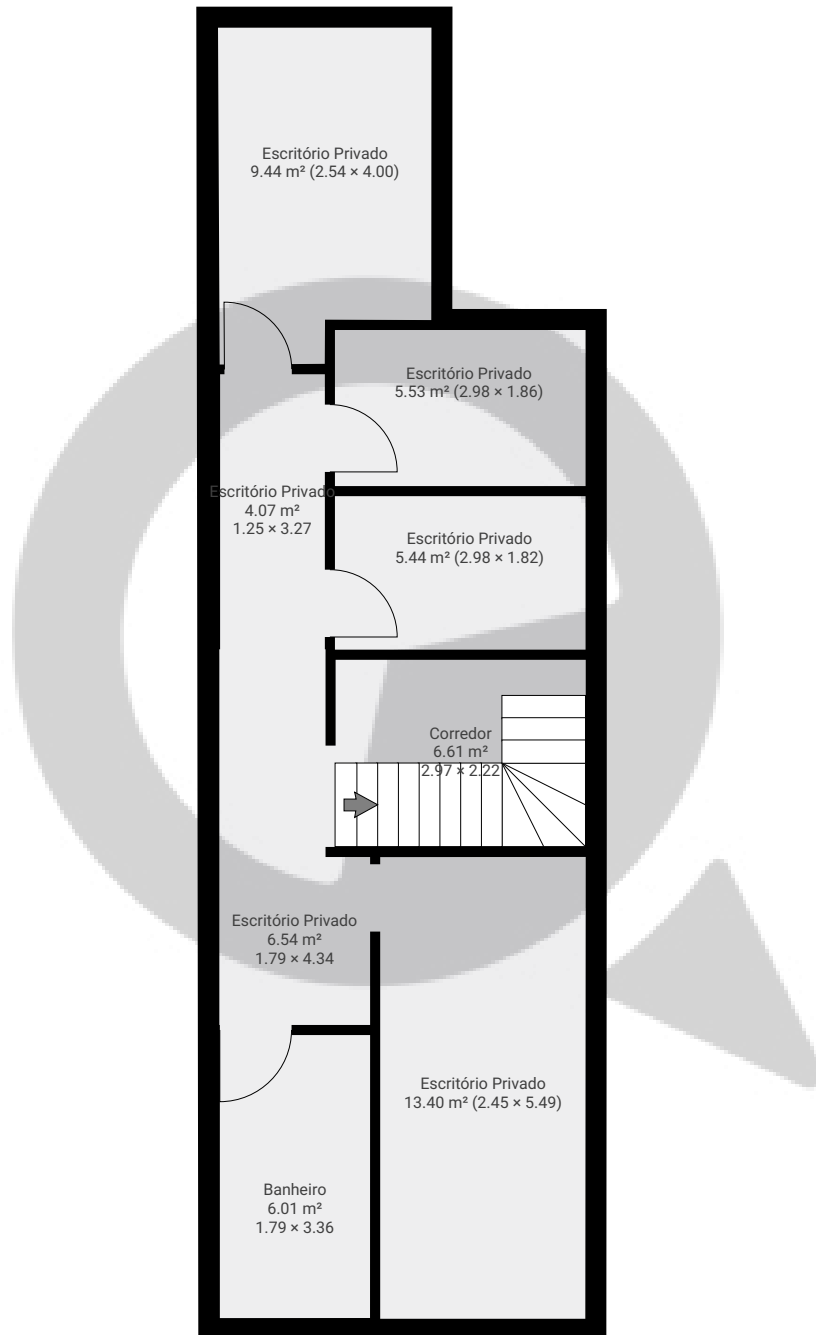 Escritório Privado
9.44 m² (2.54 × 4.00)
Escritório Privado
5.53 m² (2.98 × 1.86)
Escritório Privado
4.07 m²
1.25 × 3.27
Escritório Privado
5.44 m² (2.98 × 1.82)
Corredor
6.61 m²
2.97 × 2.22
Escritório Privado
6.54 m²
1.79 × 4.34
Escritório Privado
13.40 m² (2.45 × 5.49)
Banheiro
6.01 m²
1.79 × 3.36